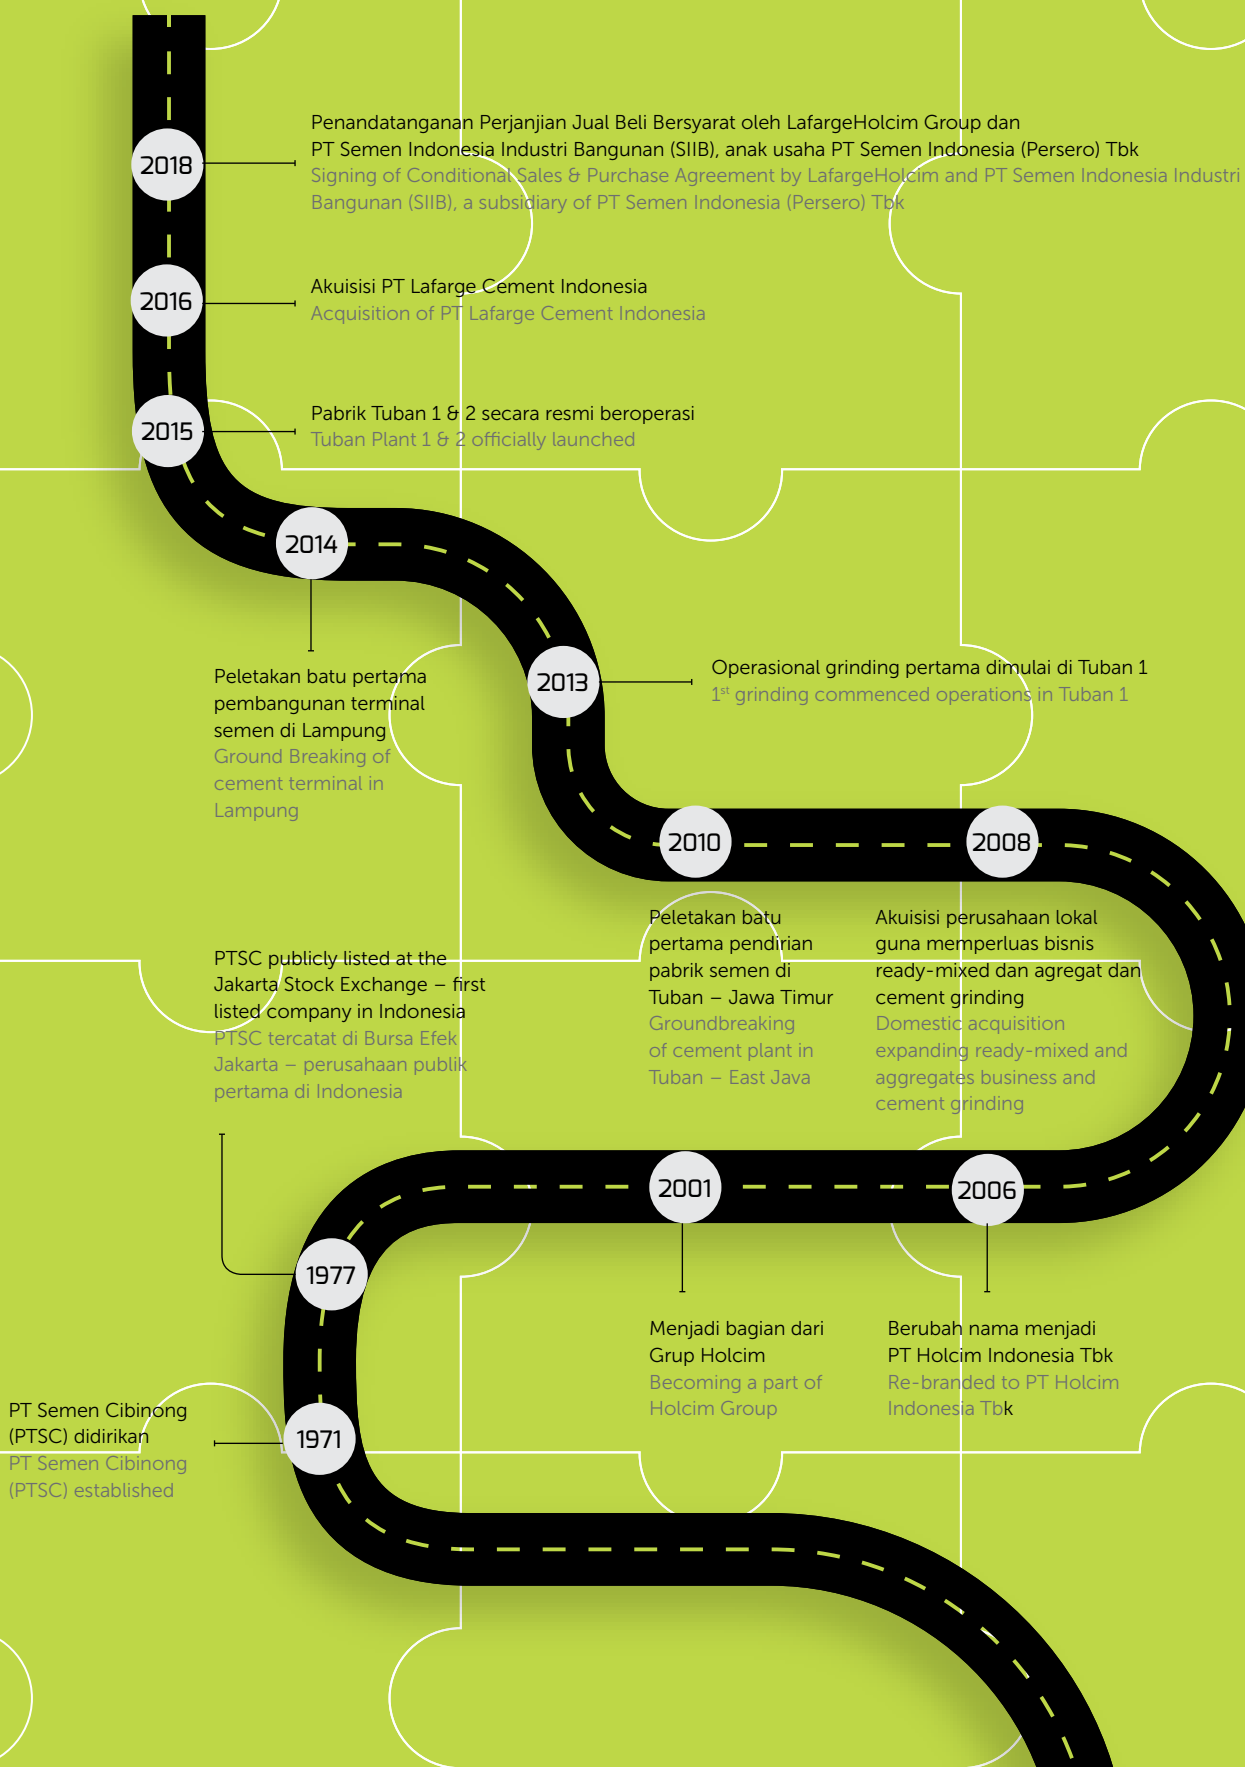 2018
Penandatanganan Perjanjian Jual Beli Bersyarat oleh LafargeHolcim Group dan
PT Semen Indonesia Industri Bangunan (SIIB), anak usaha PT Semen Indonesia (Persero) Tbk
Signing of Conditional Sales & Purchase Agreement by LafargeHolcim and PT Semen Indonesia Industri
Bangunan (SIIB), a subsidiary of PT Semen Indonesia (Persero) Tbk
2016
Akuisisi PT Lafarge Cement Indonesia
Acquisition of PT Lafarge Cement Indonesia
2015
Pabrik Tuban 1 & 2 secara resmi beroperasi
Tuban Plant 1 & 2 officially launched
2014
Peletakan batu pertama
pembangunan terminal
semen di Lampung
Ground Breaking of
cement terminal in
Lampung
2013
Operasional grinding pertama dimulai di Tuban 1
1st grinding commenced operations in Tuban 1
2010
Peletakan batu
pertama pendirian
pabrik semen di
Tuban – Jawa Timur
Groundbreaking
of cement plant in
Tuban – East Java
2008
Akuisisi perusahaan lokal
guna memperluas bisnis
ready-mixed dan agregat dan
cement grinding
Domestic acquisition
expanding ready-mixed and
aggregates business and
cement grinding
PTSC publicly listed at the
Jakarta Stock Exchange – first
listed company in Indonesia
PTSC tercatat di Bursa Efek
Jakarta – perusahaan publik
pertama di Indonesia
1977
2001
Menjadi bagian dari
Grup Holcim
Becoming a part of
Holcim Group
2006
Berubah nama menjadi
PT Holcim Indonesia Tbk
Re-branded to PT Holcim
Indonesia Tbk
PT Semen Cibinong
(PTSC) didirikan
PT Semen Cibinong
(PTSC) established
1971